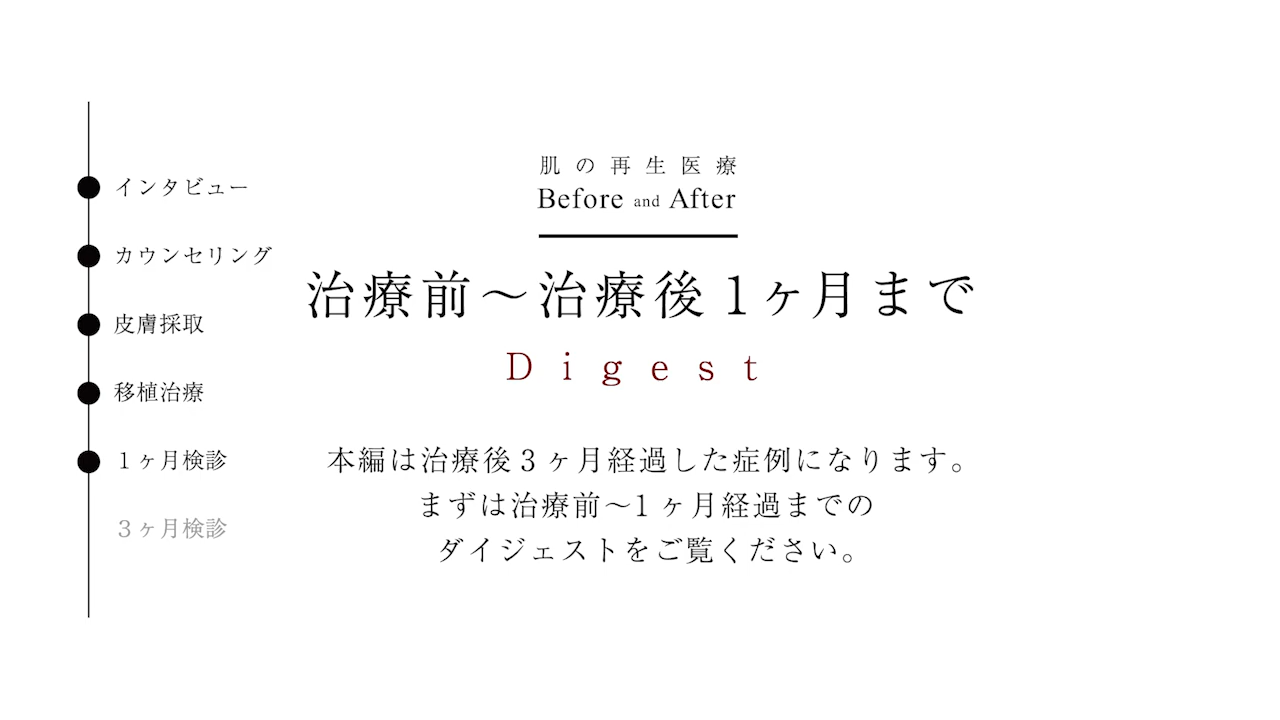 インタビュー
カウンセリング
皮膚採取
移植治療
1ヶ月検診
3ヶ月検診
肌の再生医療
Before and After
治療前〜治療後1ヶ月まで
Digest
本編は治療後3ヶ月経過した症例になります。
まずは治療前〜1ヶ月経過までの
ダイジェストをご覧ください。